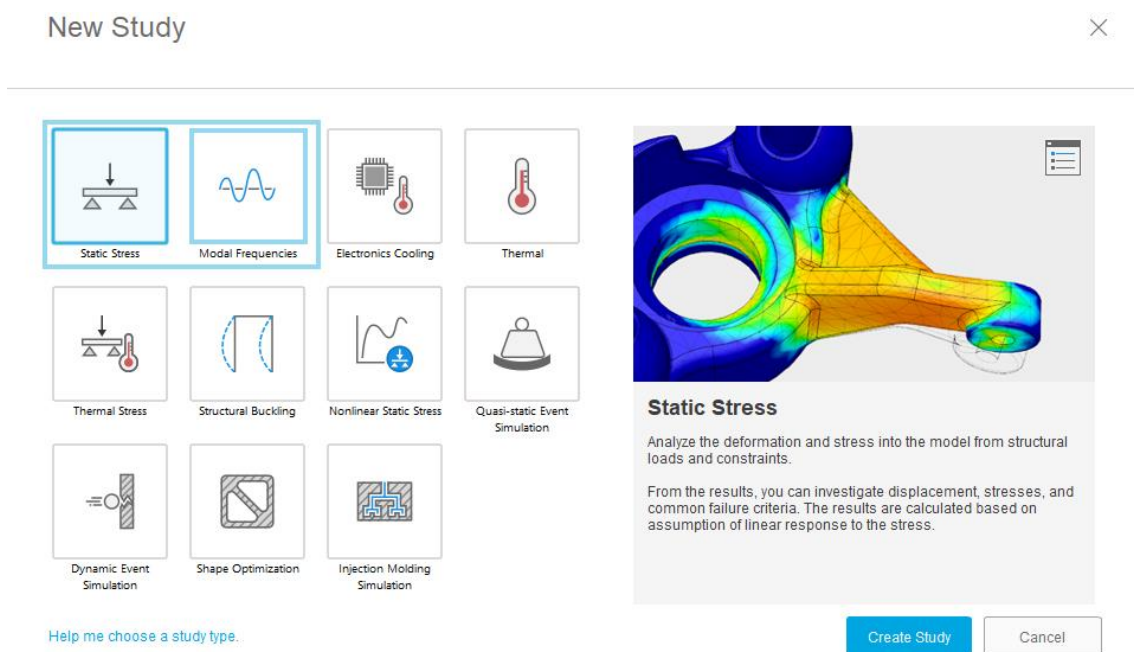 New Study
Static Stress
Modal Frequencies
Electronics Cooling
Thermal
Thermal Stress
Structural Buckling
Nonlinear Static Stress
Quasi-static Event
Simulation
Dynamic Event
Simulation
Shape Optimization
Injection Molding
Simulation
Static Stress
Analyze the deformation and stress into the model from structural
loads and constraints.
From the results, you can investigate displacement, stresses, and
common failure criteria. The results are calculated based on
assumption of linear response to the stress.
Help me choose a study type.
Create Study
Cancel